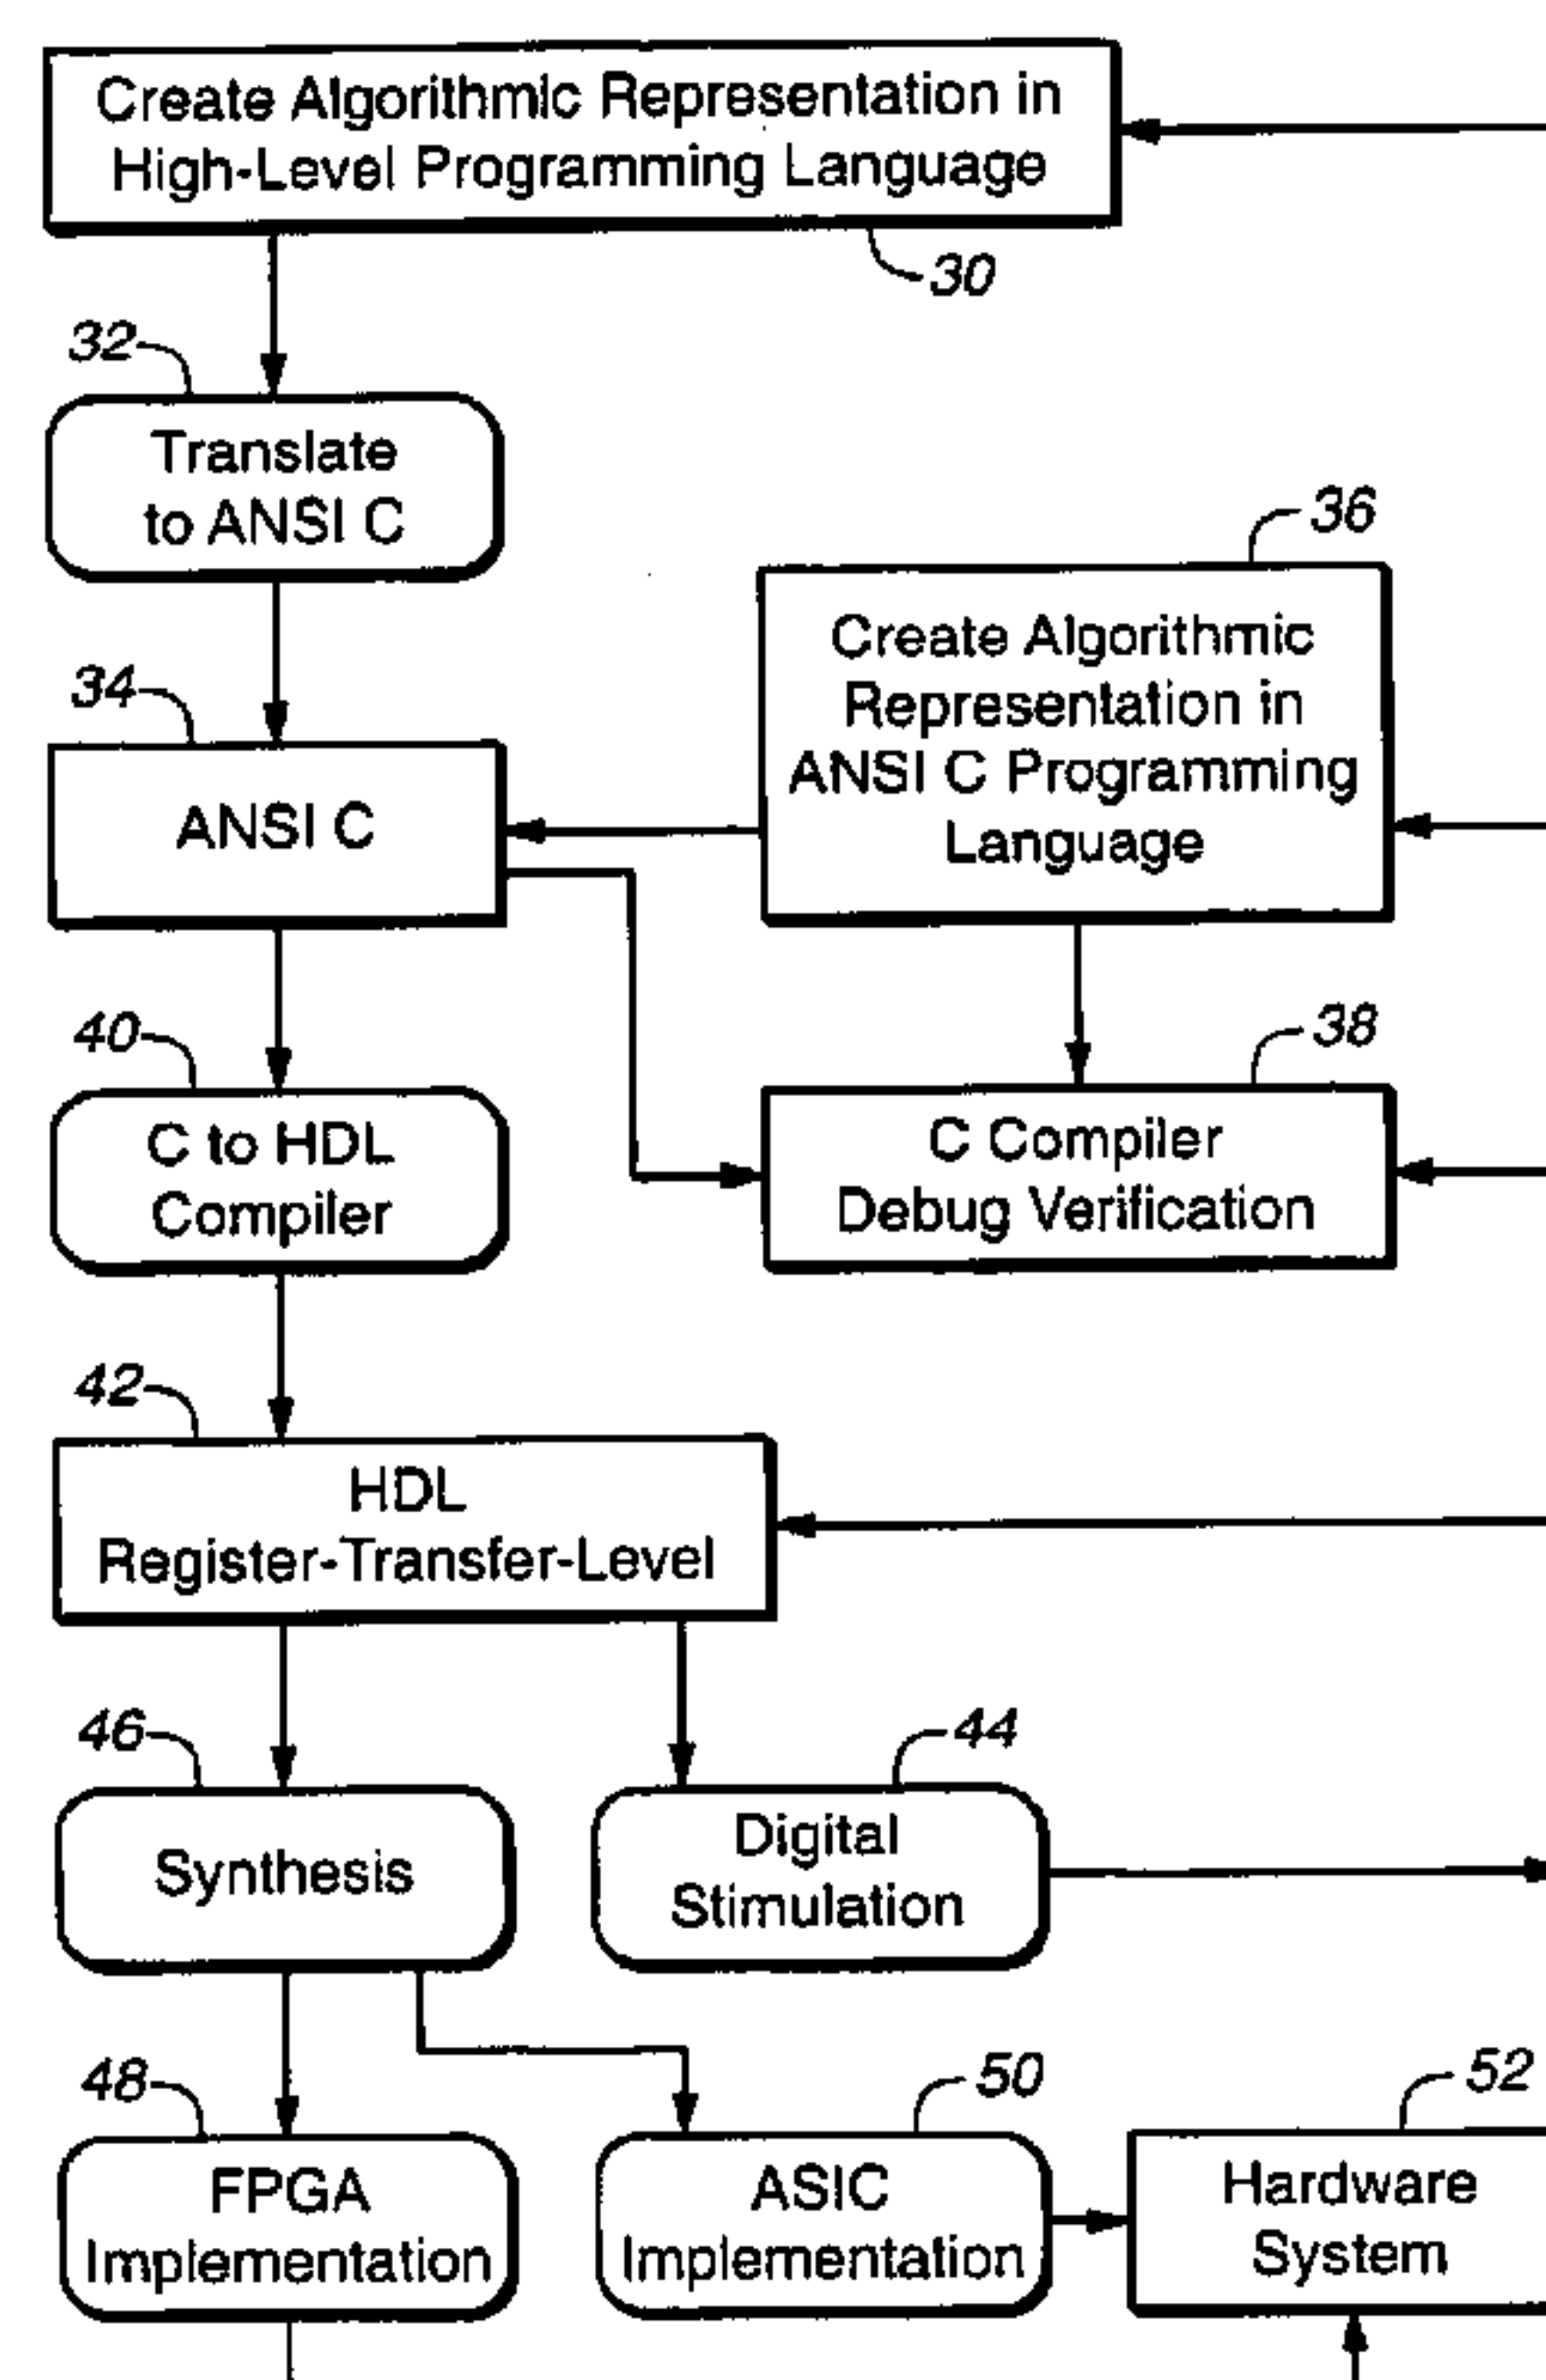 Create Algorithmic Representation in
High-Level Programming Language
30
32
Translate
to ANSI C
36
Create Algorithmic
Representation in
ANSI C Programming
Language
34
ANSI C
40
C to HDL
Compiler
38
C Compiler
Debug Verification
42
HDL
Register-Transfer-Level
46
Synthesis
44
Digital
Stimulation
48
FPGA
Implementation
50
ASIC
Implementation
52
Hardware
System